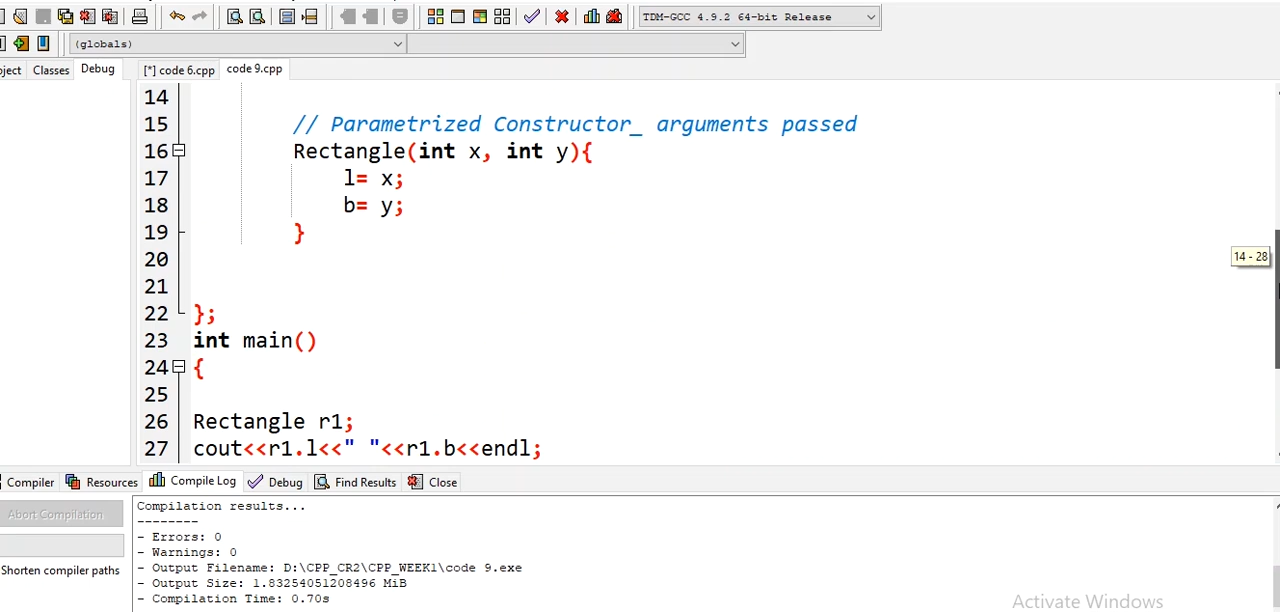 TDM-GCC 4.9.2 64-bit Release
(globals)
ject Classes Debug [*] code 6.cpp code 9.cpp
14
15 // Parametrized Constructor_ arguments passed
16 Rectangle(int x, int y){
17 l= x;
18 b= y;
19 }
20
21
22 };
23 int main()
24 {
25
26 Rectangle r1;
27 cout<<r1.l<<" "<<r1.b<<endl;
14 - 28
Compiler Resources Compile Log Debug Find Results Close
Abort Compilation
Shorten compiler paths
Compilation results...
--------
- Errors: 0
- Warnings: 0
- Output Filename: D:\CPP_CR2\CPP_WEEK1\code 9.exe
- Output Size: 1.83254051208496 MiB
- Compilation Time: 0.70s
Activate Windows